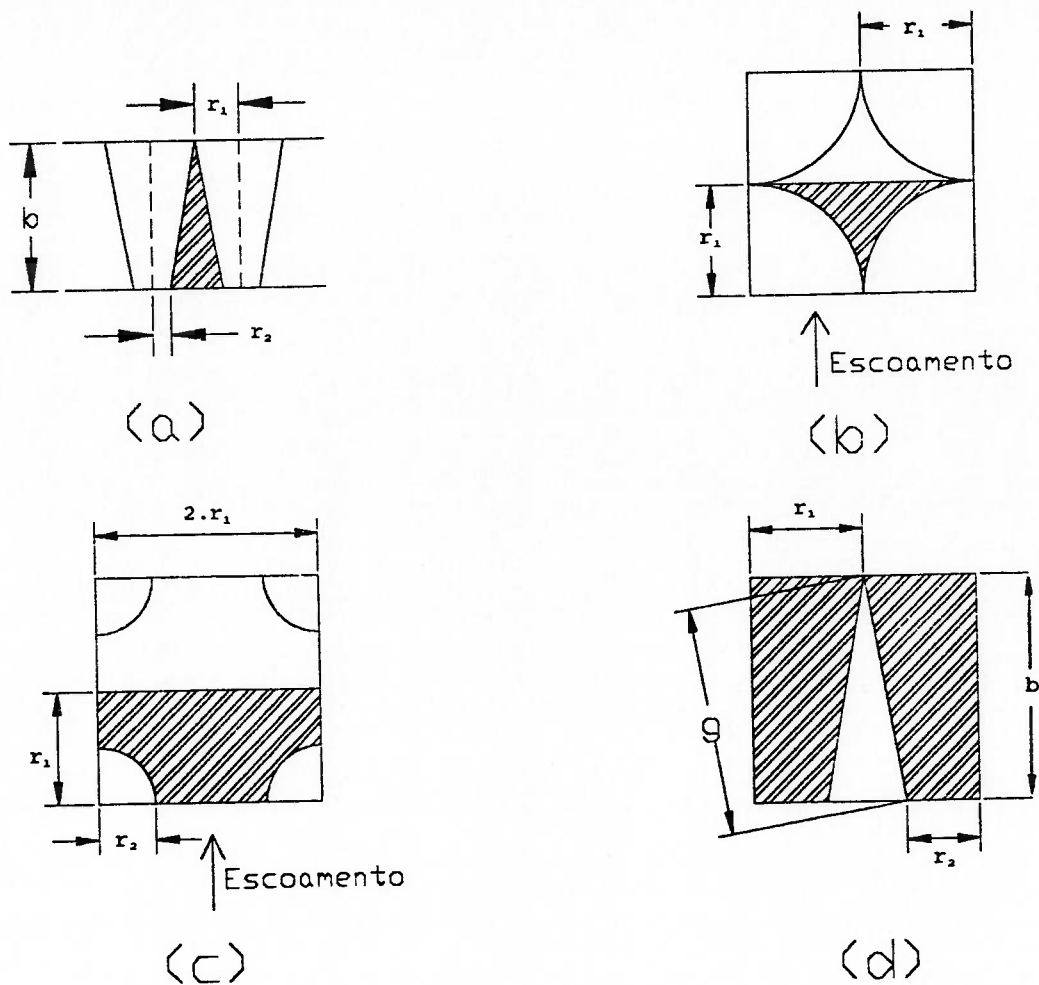 r₁
b
r₂
(a)
r₁
r₁
Escoamento
(b)
2.r₁
r₁
r₂
Escoamento
(c)
r₁
g
b
r₂
(d)